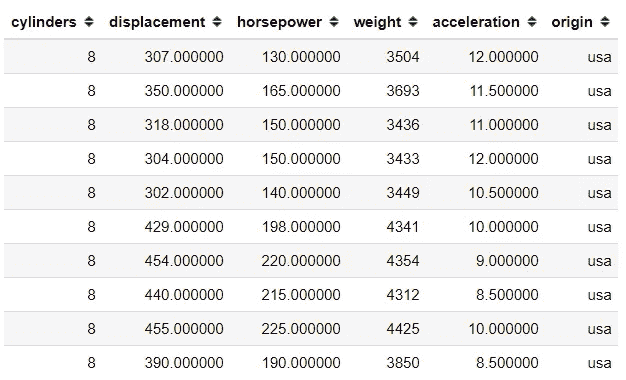 cylinders displacement horsepower weight acceleration origin
8 307.000000 130.000000 3504 12.000000 usa
8 350.000000 165.000000 3693 11.500000 usa
8 318.000000 150.000000 3436 11.000000 usa
8 304.000000 150.000000 3433 12.000000 usa
8 302.000000 140.000000 3449 10.500000 usa
8 429.000000 198.000000 4341 10.000000 usa
8 454.000000 220.000000 4354 9.000000 usa
8 440.000000 215.000000 4312 8.500000 usa
8 455.000000 225.000000 4425 10.000000 usa
8 390.000000 190.000000 3850 8.500000 usa